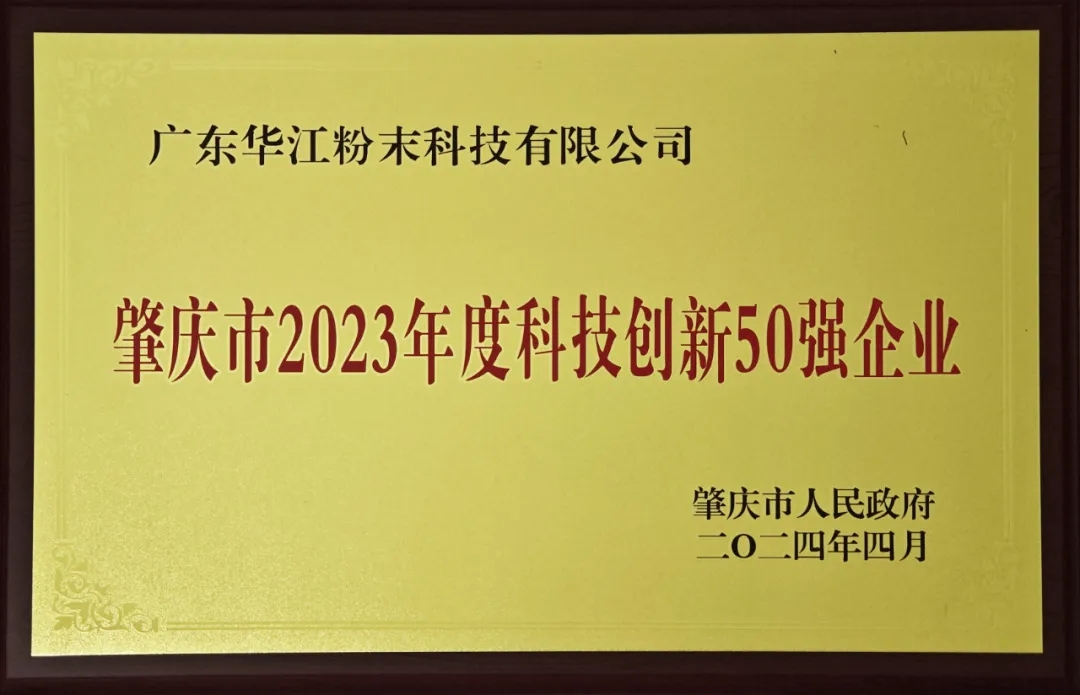 广东华江粉末科技有限公司
肇庆市2023年度科技创新50强企业
肇庆市人民政府
二O二四年四月